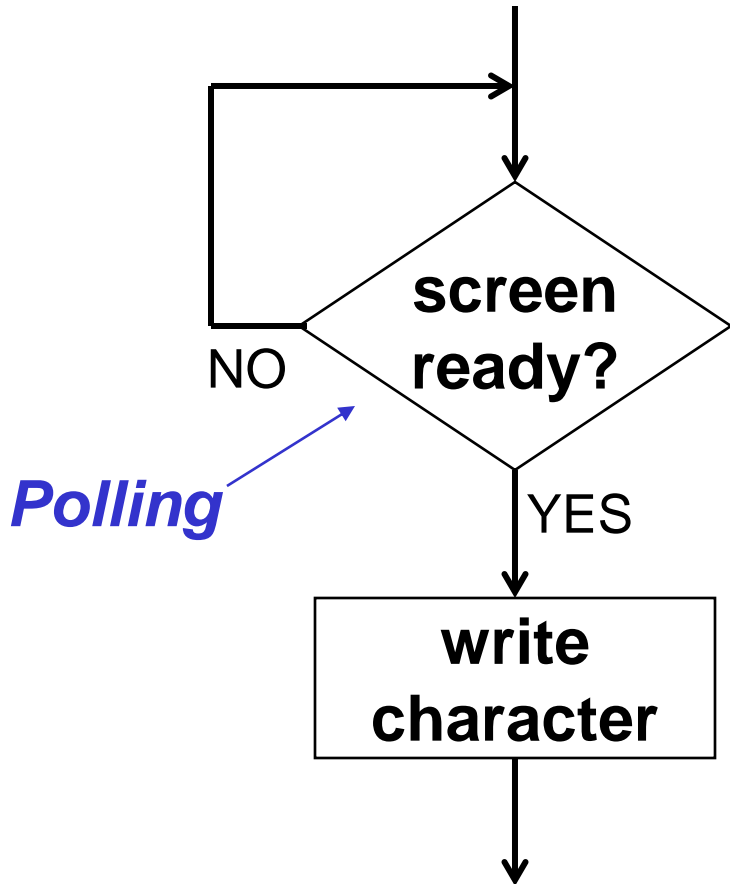 screen
ready?
NO
Polling
YES
write
character